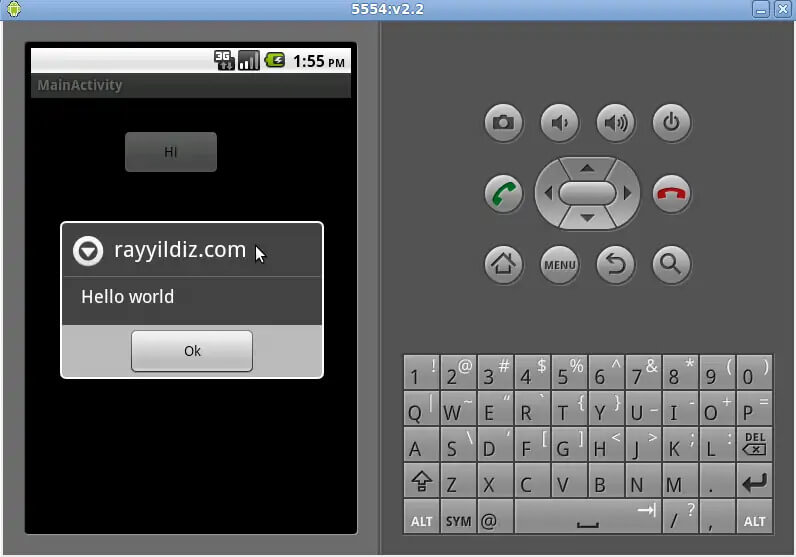 5554:v2.2
3G 1:55 PM
MainActivity
Hi
rayyildiz.com
Hello world
Ok
MENU
1 ! 2 @ 3 # 4 $ 5 % 6 ^ 7 & 8 * 9 ( 0 )
Q | W ~ E “ R ` T { Y } U _ I - O + P =
A S \ D ‘ F [ G ] H < J > K ; L : DEL
Z X C V B N M .
ALT SYM @ / ? , ALT